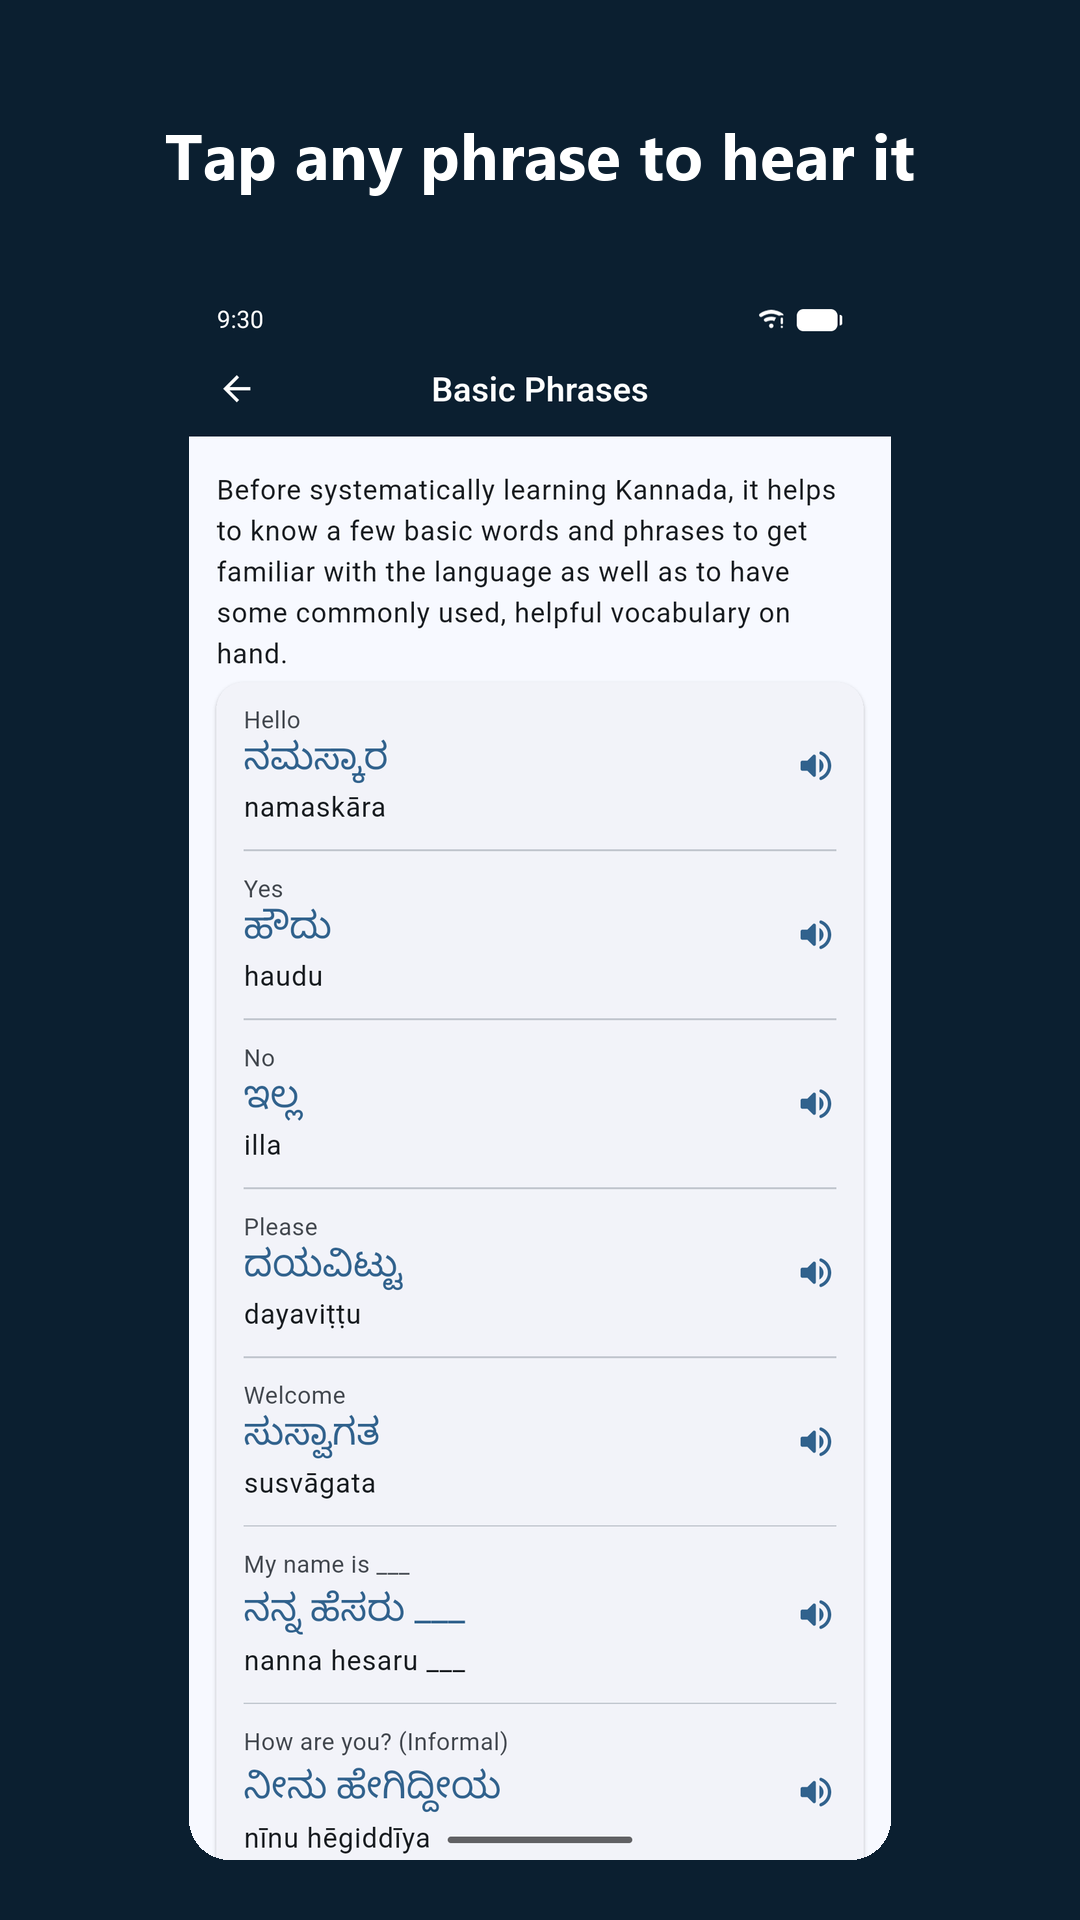 Tap any phrase to hear it
9:30
Basic Phrases
Before systematically learning Kannada, it helps
to know a few basic words and phrases to get
familiar with the language as well as to have
some commonly used, helpful vocabulary on
hand.
Hello
ನಮಸ್ಕಾರ
namaskāra
Yes
ಹೌದು
haudu
No
ಇಲ್ಲ
illa
Please
ದಯವಿಟ್ಟು
dayaviṭṭu
Welcome
ಸುಸ್ವಾಗತ
susvāgata
My name is ___
ನನ್ನ ಹೆಸರು ___
nanna hesaru ___
How are you? (Informal)
ನೀನು ಹೇಗಿದ್ದೀಯ
nīnu hēgiddīya